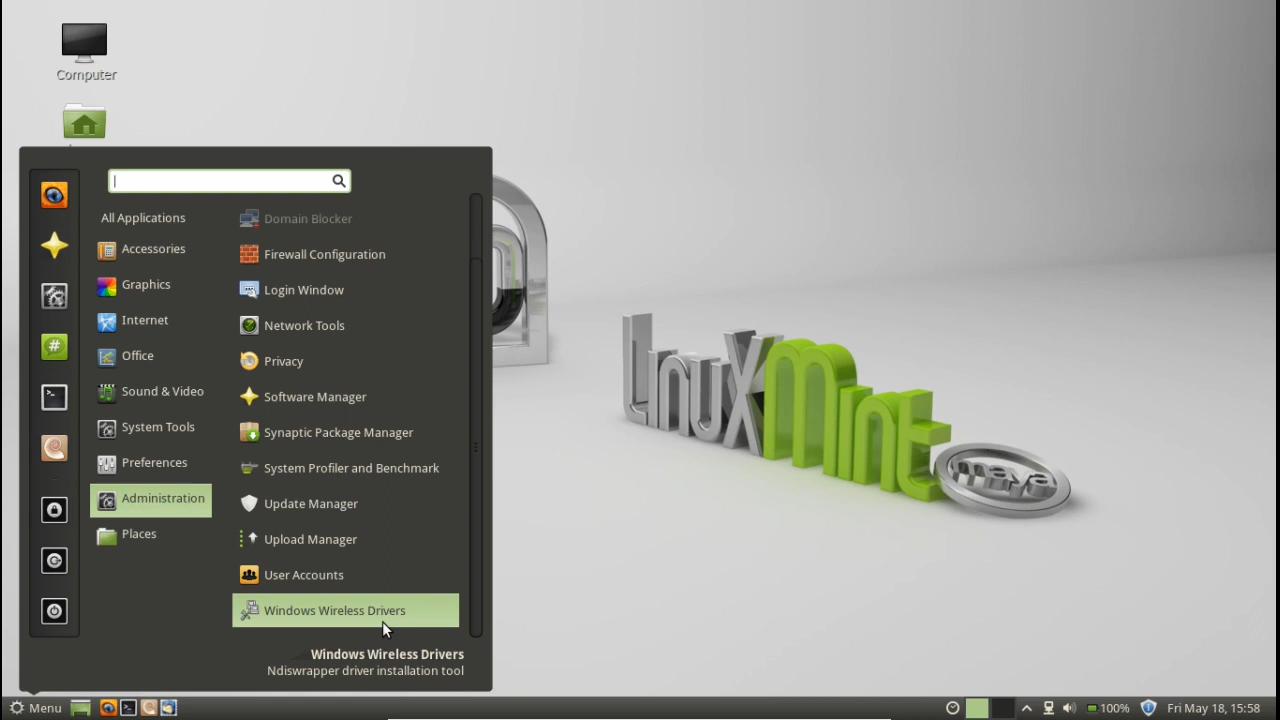 Computer
All Applications
Accessories
Graphics
Internet
Office
Sound & Video
System Tools
Preferences
Administration
Places
Domain Blocker
Firewall Configuration
Login Window
Network Tools
Privacy
Software Manager
Synaptic Package Manager
System Profiler and Benchmark
Update Manager
Upload Manager
User Accounts
Windows Wireless Drivers
Windows Wireless Drivers
Ndiswrapper driver installation tool
LinuxMint
maya
Menu
100%
Fri May 18, 15:58